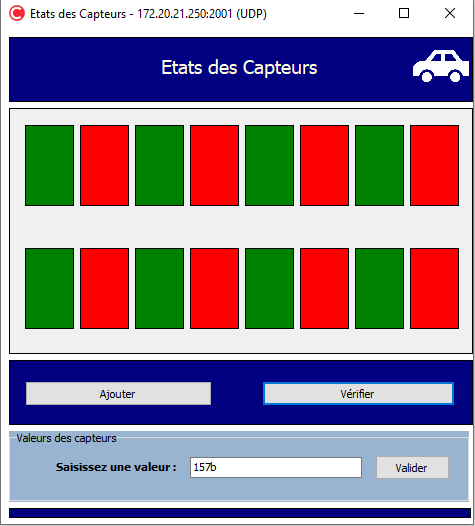 Etats des Capteurs - 172.20.21.250:2001 (UDP)
Etats des Capteurs
Ajouter
Vérifier
Valeurs des capteurs
Saisissez une valeur :
157b
Valider